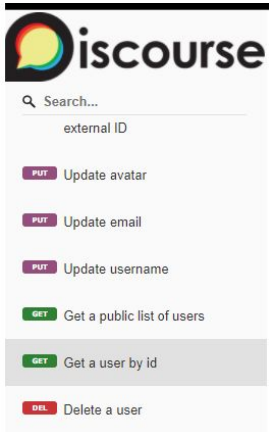 Discourse
Search...
external ID
PUT Update avatar
PUT Update email
PUT Update username
GET Get a public list of users
GET Get a user by id
DEL Delete a user